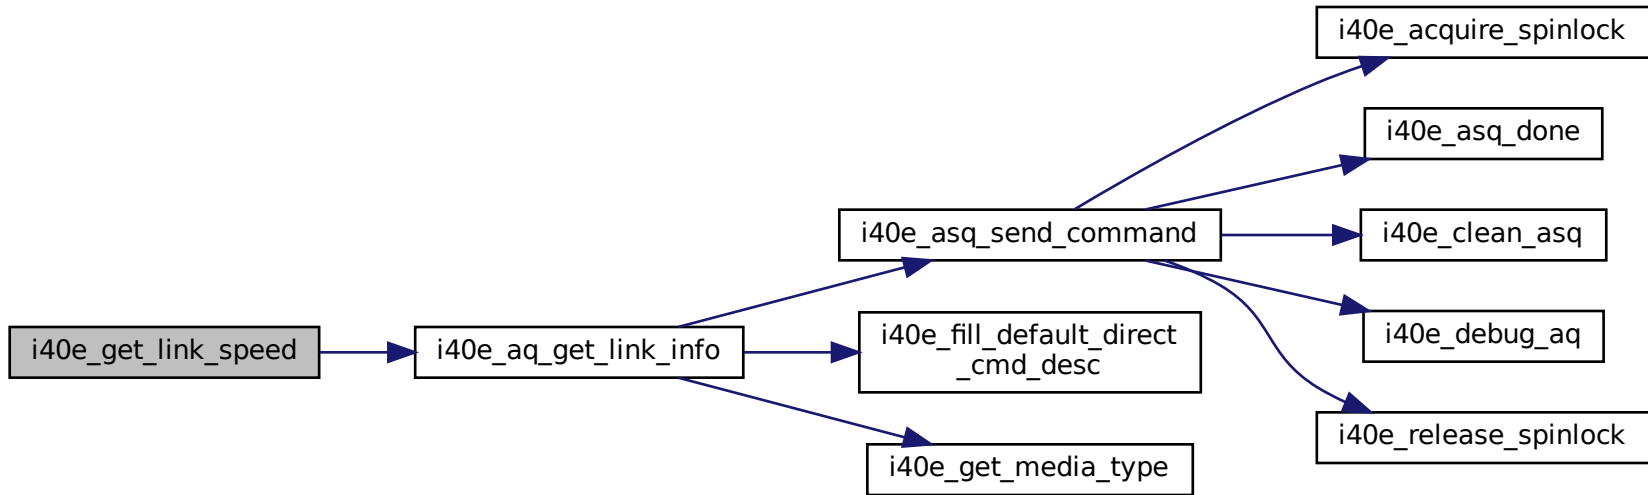 i40e_get_link_speed
i40e_aq_get_link_info
i40e_asq_send_command
i40e_fill_default_direct
_cmd_desc
i40e_get_media_type
i40e_acquire_spinlock
i40e_asq_done
i40e_clean_asq
i40e_debug_aq
i40e_release_spinlock